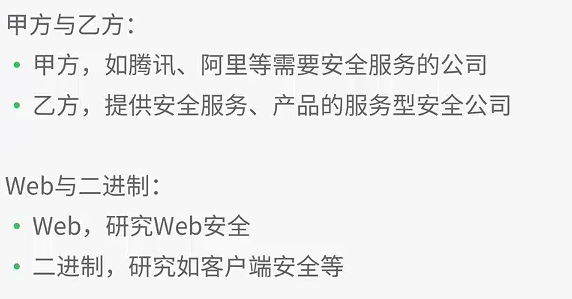 甲方与乙方：
• 甲方，如腾讯、阿里等需要安全服务的公司
• 乙方，提供安全服务、产品的服务型安全公司
Web与二进制：
• Web，研究Web安全
• 二进制，研究如客户端安全等